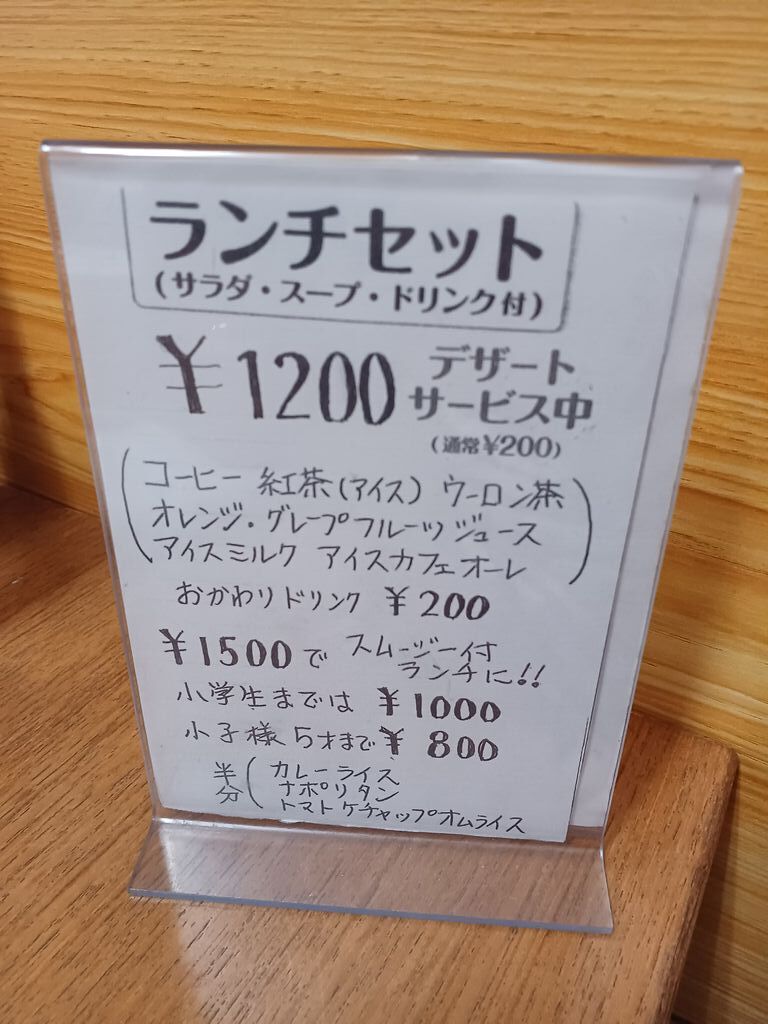 ランチセット
(サラダ・スープ・ドリンク付)
¥1200 デザート
サービス中
(通常¥200)
コーヒー 紅茶(アイス) ウーロン茶
オレンジ・グレープフルーツジュース
アイスミルク アイスカフェオーレ
おかわりドリンク ¥200
¥1500で スムージー付
ランチに!!
小学生までは ¥1000
小子様5才まで¥ 800
半分 カレーライス
ナポリタン
トマトケチャップオムライス